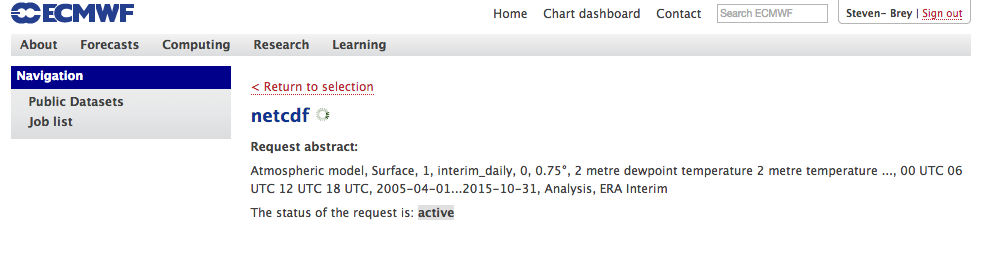 ECMWF
Home Chart dashboard Contact Search ECMWF Steven- Brey | Sign out
About Forecasts Computing Research Learning
Navigation
Public Datasets
Job list
< Return to selection
netcdf
Request abstract:
Atmospheric model, Surface, 1, interim_daily, 0, 0.75°, 2 metre dewpoint temperature 2 metre temperature ..., 00 UTC 06
UTC 12 UTC 18 UTC, 2005-04-01...2015-10-31, Analysis, ERA Interim
The status of the request is: active